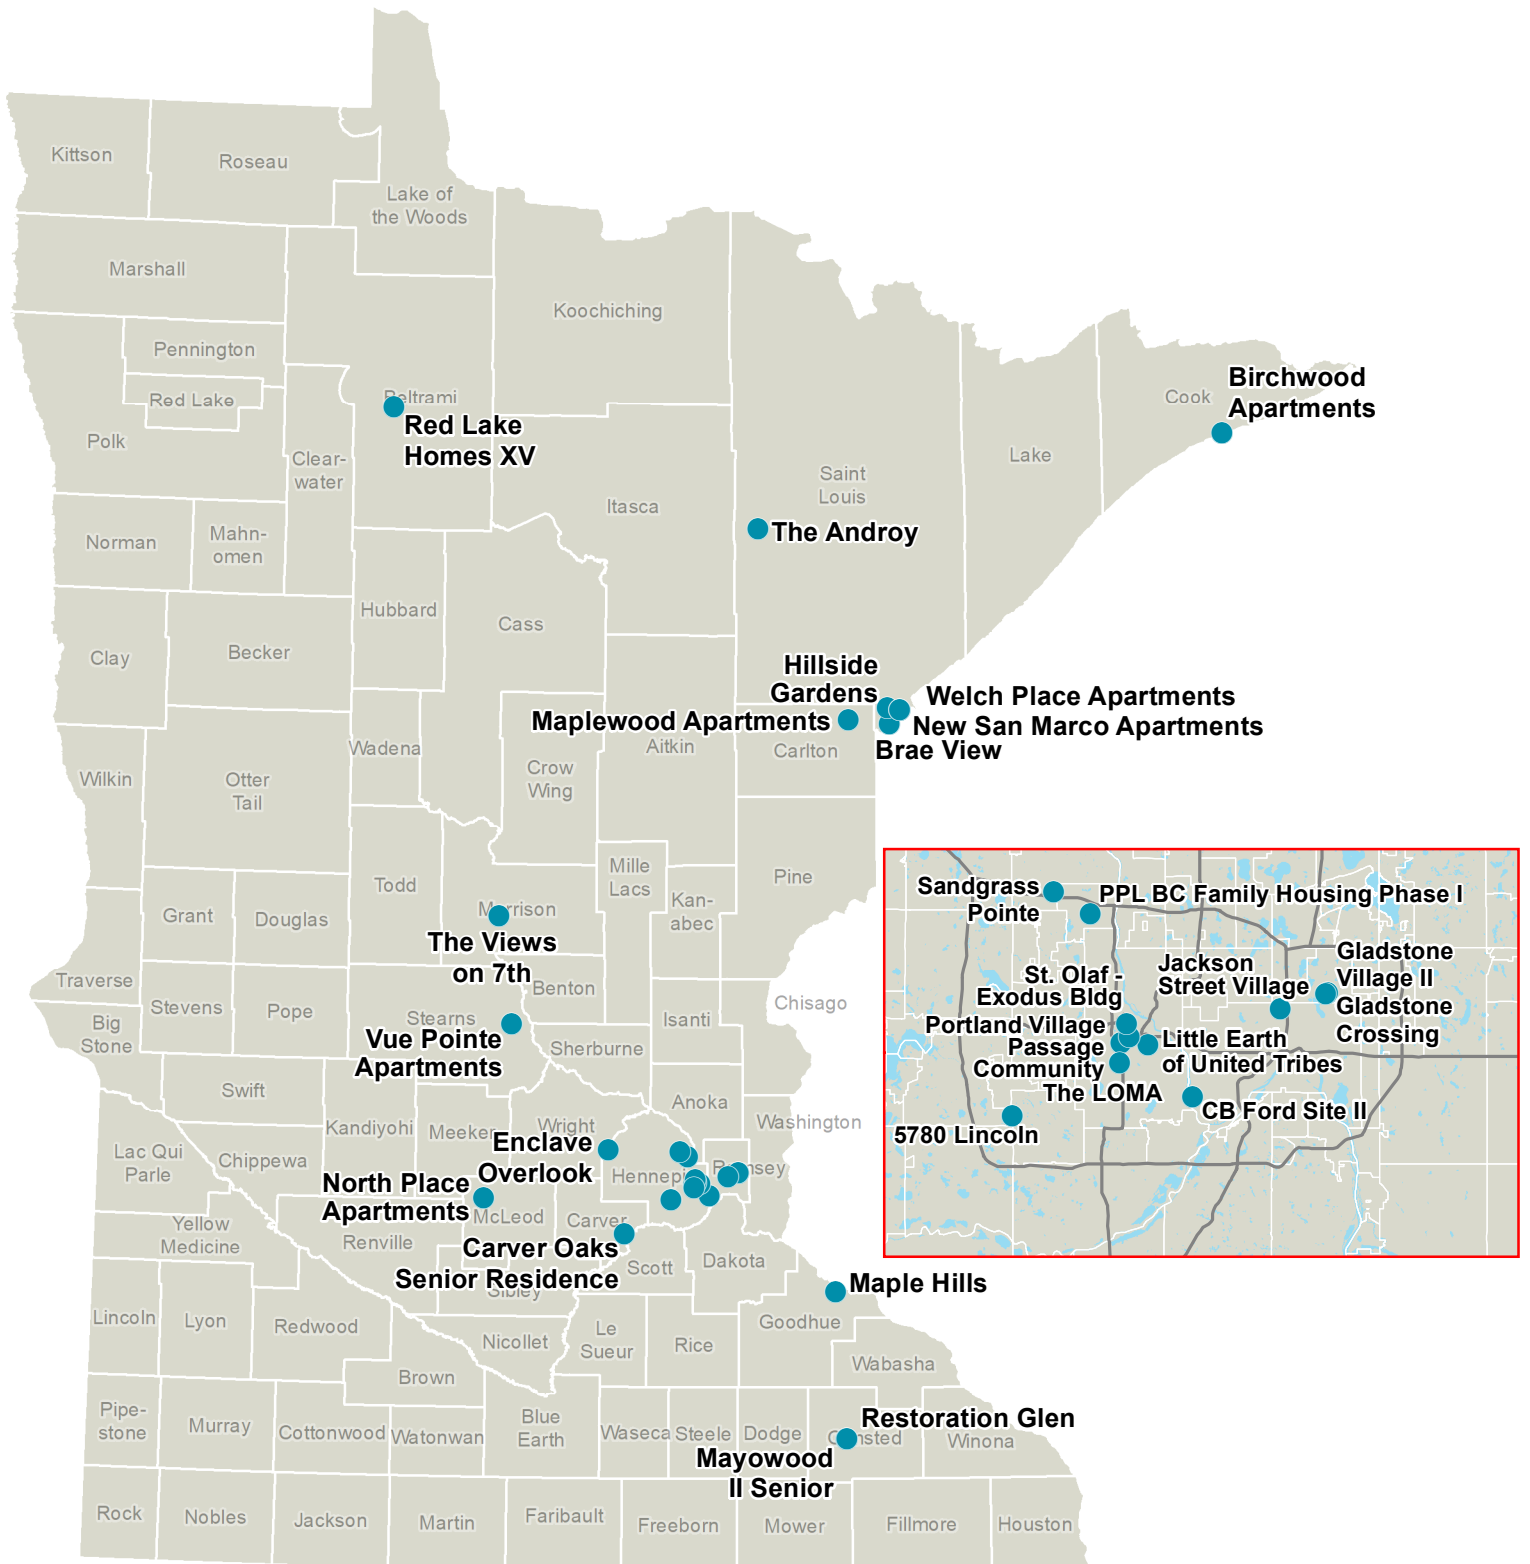 Kittson
Roseau
Lake of
the Woods
Marshall
Koochiching
Pennington
Red Lake
Polk
Beltrami
Red Lake
Homes XV
Clear-
water
Cook
Birchwood
Apartments
Lake
Saint
Louis
Itasca
The Androy
Norman
Mahn-
omen
Hubbard
Cass
Clay
Becker
Hillside
Gardens
Welch Place Apartments
New San Marco Apartments
Brae View
Maplewood Apartments
Aitkin
Carlton
Wadena
Crow
Wing
Wilkin
Otter
Tail
Mille
Lacs
Kan-
abec
Pine
Todd
Morrison
The Views
on 7th
Grant
Douglas
Traverse
Stevens
Pope
Big
Stone
Stearns
Benton
Vue Pointe
Apartments
Isanti
Chisago
Sherburne
Swift
Anoka
Washington
Kandiyohi
Meeker
Wright
Enclave
Overlook
Hennepin
Ramsey
Lac Qui
Parle
Chippewa
North Place
Apartments
McLeod
Carver
Yellow
Medicine
Renville
Carver Oaks
Senior Residence
Scott
Dakota
Sibley
Maple Hills
Goodhue
Lincoln
Lyon
Redwood
Nicollet
Le
Sueur
Rice
Wabasha
Brown
Pipe-
stone
Murray
Cottonwood
Watonwan
Blue
Earth
Waseca
Steele
Dodge
Olmsted
Winona
Restoration Glen
Mayowood
II Senior
Rock
Nobles
Jackson
Martin
Faribault
Freeborn
Mower
Fillmore
Houston
Sandgrass
Pointe
PPL BC Family Housing Phase I
St. Olaf -
Exodus Bldg
Jackson
Street Village
Gladstone
Village II
Gladstone
Crossing
Portland Village
Passage
Community
Little Earth
of United Tribes
The LOMA
CB Ford Site II
5780 Lincoln